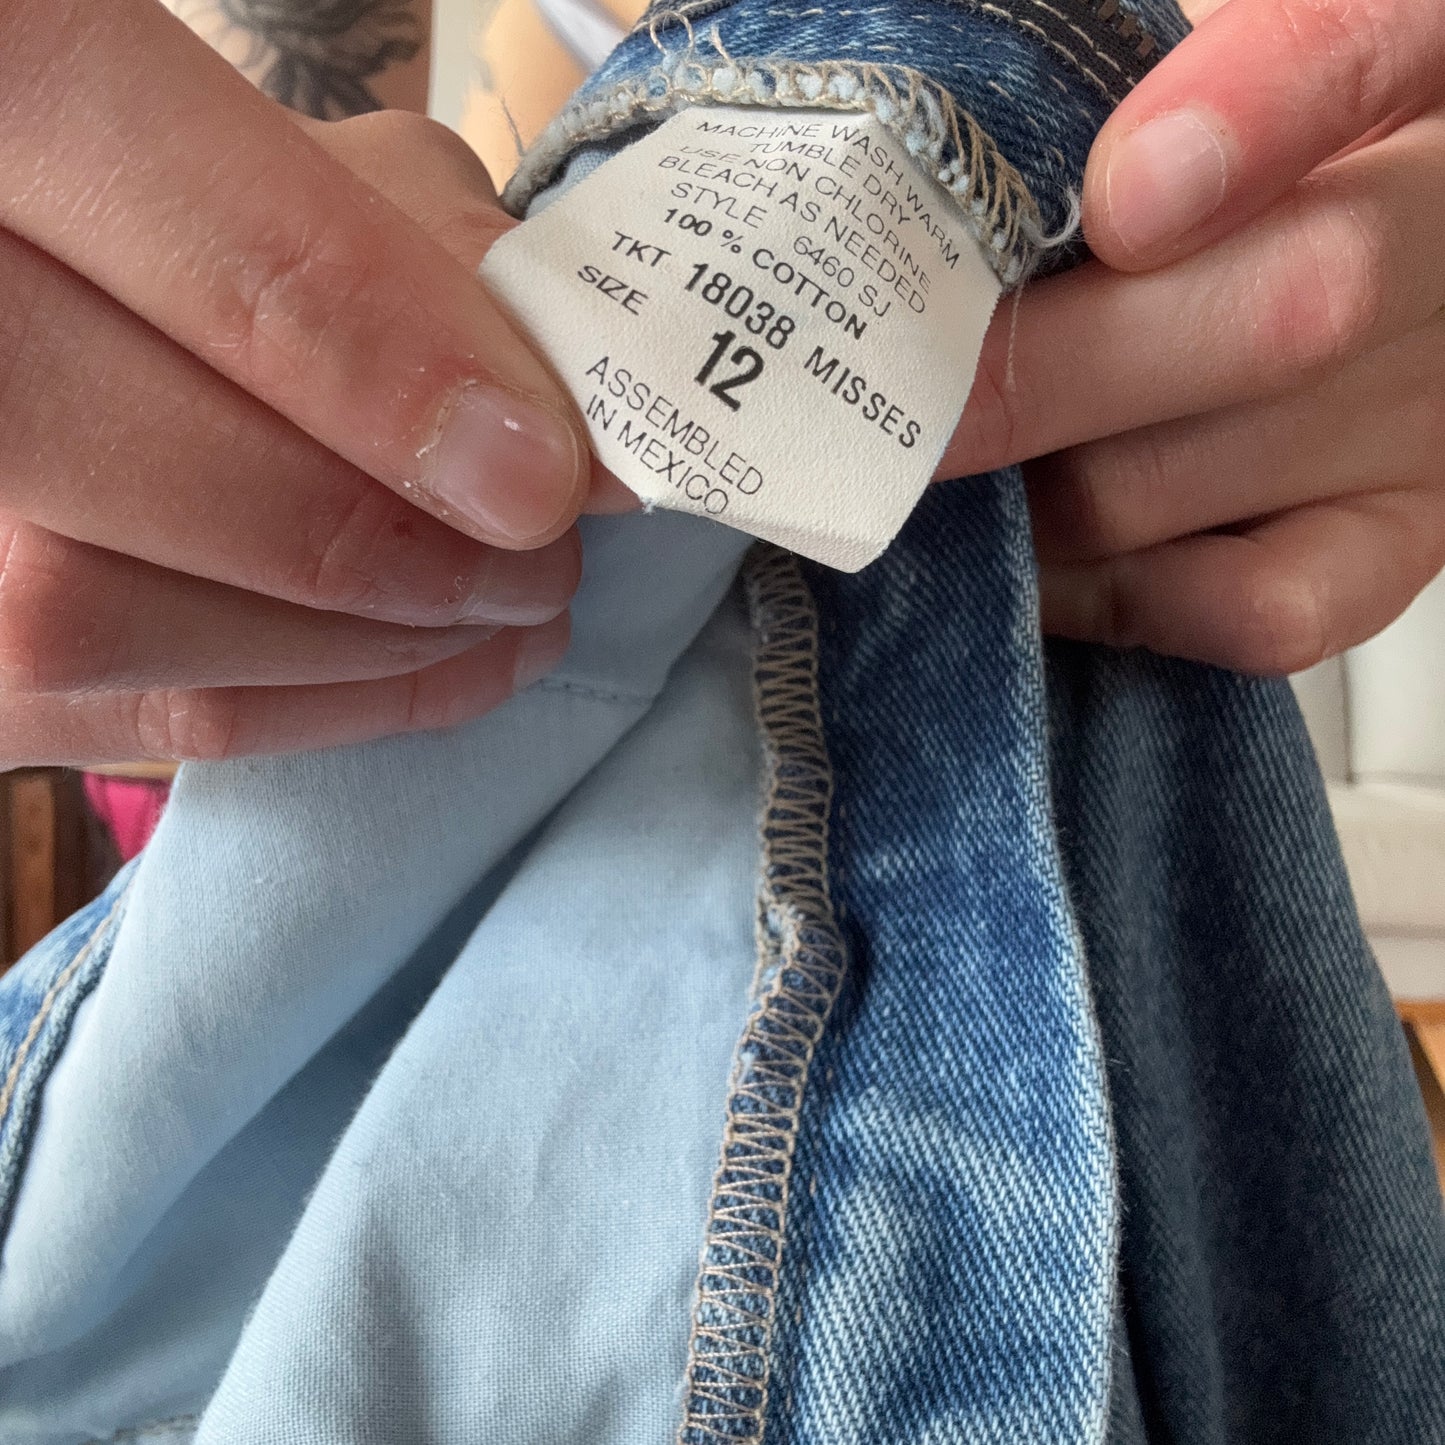 MACHINE WASH WARM
TUMBLE DRY
USE NON CHLORINE
BLEACH AS NEEDED
STYLE 6460 SJ
100 % COTTON
TKT 18038 MISSES
SIZE 12
ASSEMBLED
IN MEXICO